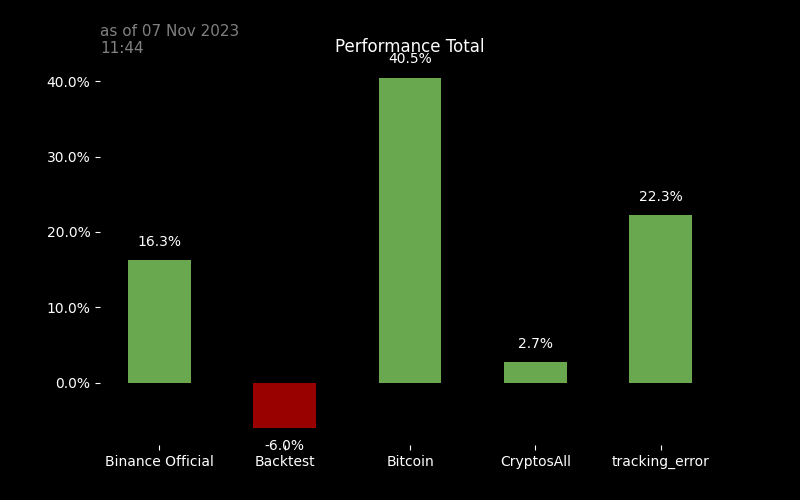 as of 07 Nov 2023
11:44
Performance Total
40.5%
40.0%
30.0%
22.3%
20.0%
16.3%
10.0%
2.7%
0.0%
-6.0%
Binance Official
Backtest
Bitcoin
CryptosAll
tracking_error